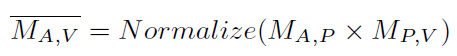 $\overline{M_{A,V}} = Normalize(M_{A,P} \times M_{P,V})$